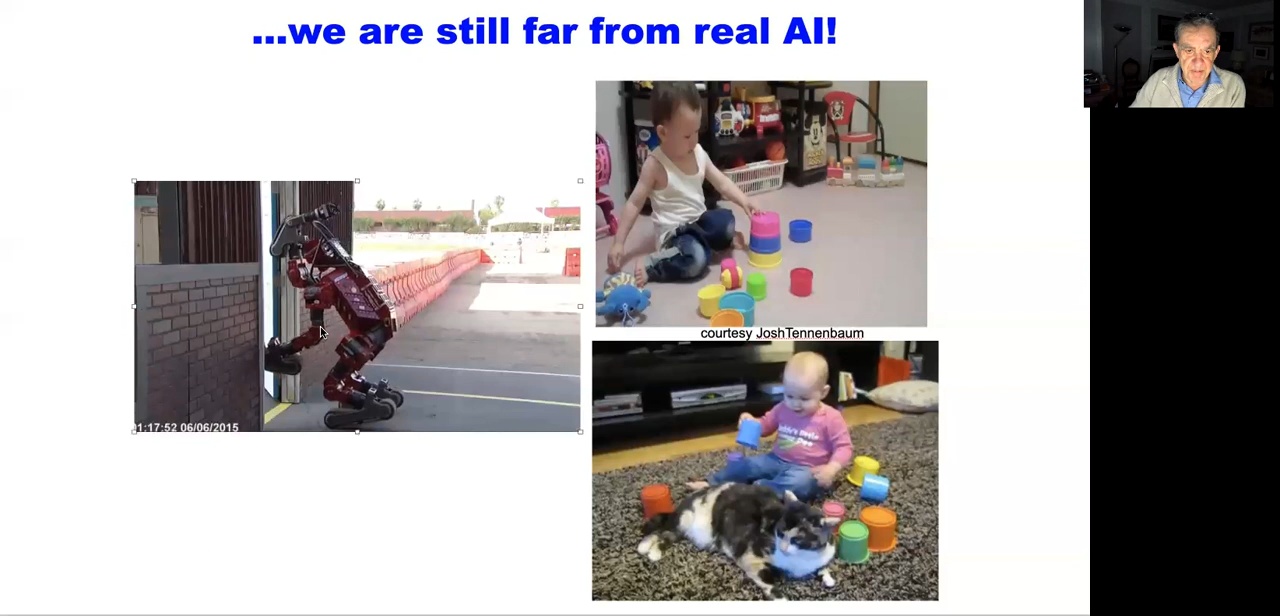 ...we are still far from real AI!
courtesy JoshTennenbaum
1:17:52 06/06/2015